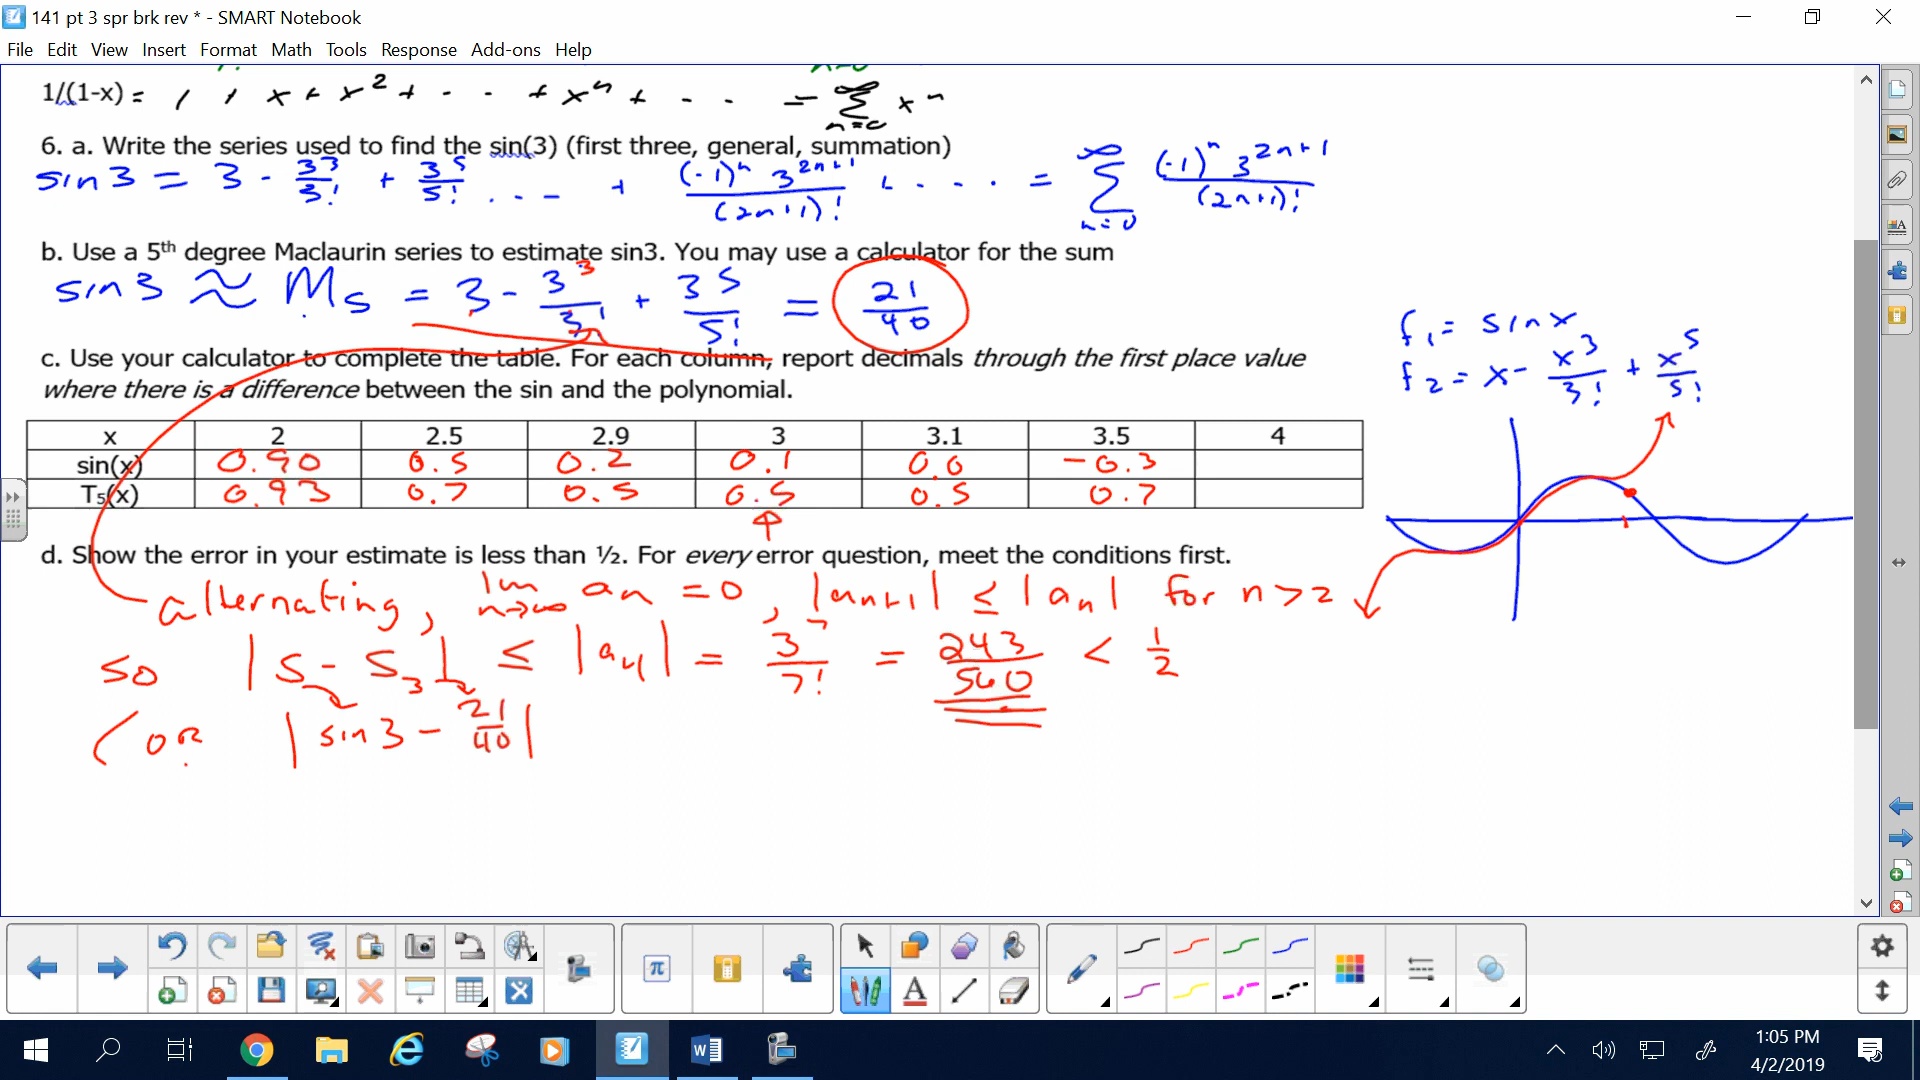 141 pt 3 spr brk rev * - SMART Notebook
File Edit View Insert Format Math Tools Response Add-ons Help
1/(1-x) = 1 + x + x² + - - + xⁿ + - - = ∑ n=0 ∞ xⁿ
6. a. Write the series used to find the sin(3) (first three, general, summation)
sin 3 = 3 - 3³/3! + 3⁵/5! ... + (-1)ⁿ 3²ⁿ⁺¹/(2n+1)! + .... = ∑ n=0 ∞ (-1)ⁿ 3²ⁿ⁺¹/(2n+1)!
b. Use a 5th degree Maclaurin series to estimate sin3. You may use a calculator for the sum
sin 3 ≈ M₅ = 3 - 3³/3! + 3⁵/5! = 21/40
f₁ = sin x
f₂ = x - x³/3! + x⁵/5!
c. Use your calculator to complete the table. For each column, report decimals through the first place value
where there is a difference between the sin and the polynomial.
x 2 2.5 2.9 3 3.1 3.5 4
sin(x) 0.90 0.5 0.2 0.1 0.0 -0.3
T₅(x) 0.93 0.7 0.5 0.5 0.5 0.7
d. Show the error in your estimate is less than ½. For every error question, meet the conditions first.
alternating, lim n→∞ aₙ = 0, |aₙ₊₁| ≤ |aₙ| for n > 2
so |S - S₃| ≤ |a₄| = 3⁷/7! = 243/560 < 1/2
(or |sin 3 - 21/40|
π
A
1:05 PM
4/2/2019